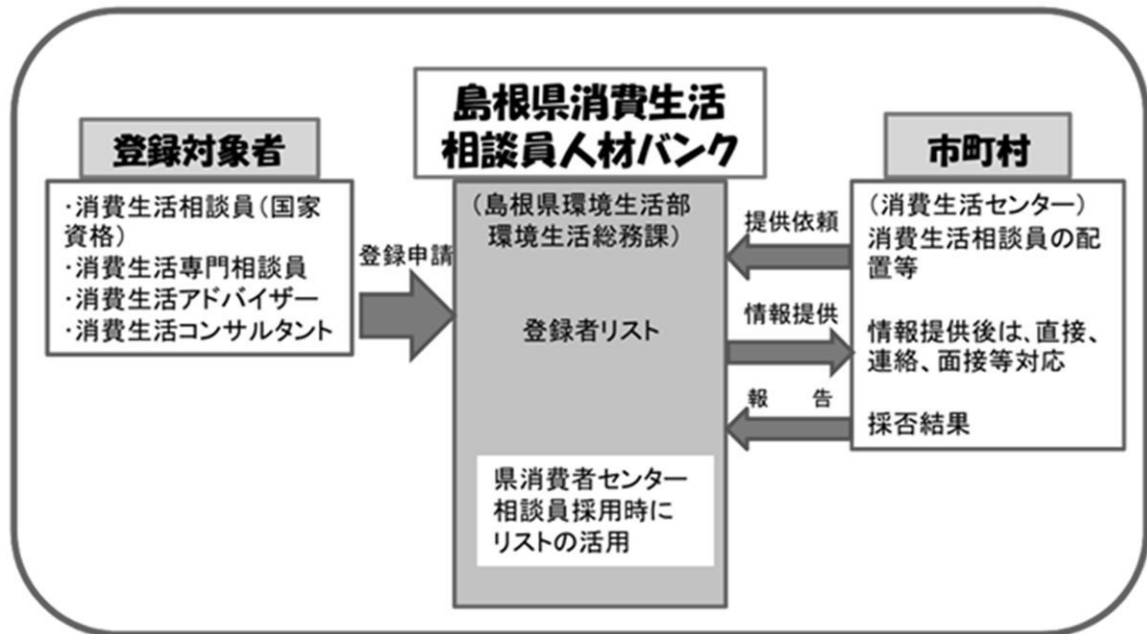 登録対象者
・消費生活相談員(国家
資格)
・消費生活専門相談員
・消費生活アドバイザー
・消費生活コンサルタント
登録申請
島根県消費生活
相談員人材バンク
(島根県環境生活部
環境生活総務課)
登録者リスト
県消費者センター
相談員採用時に
リストの活用
提供依頼
情報提供
報 告
市町村
(消費生活センター)
消費生活相談員の配
置等
情報提供後は、直接、
連絡、面接等対応
採否結果